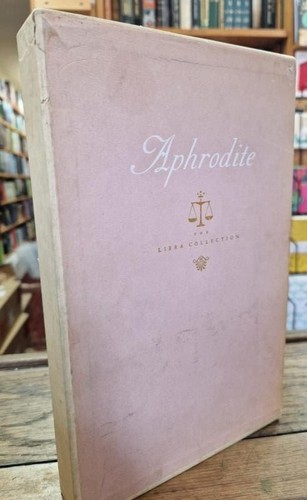 Aphrodite
THE
LIBRA COLLECTION